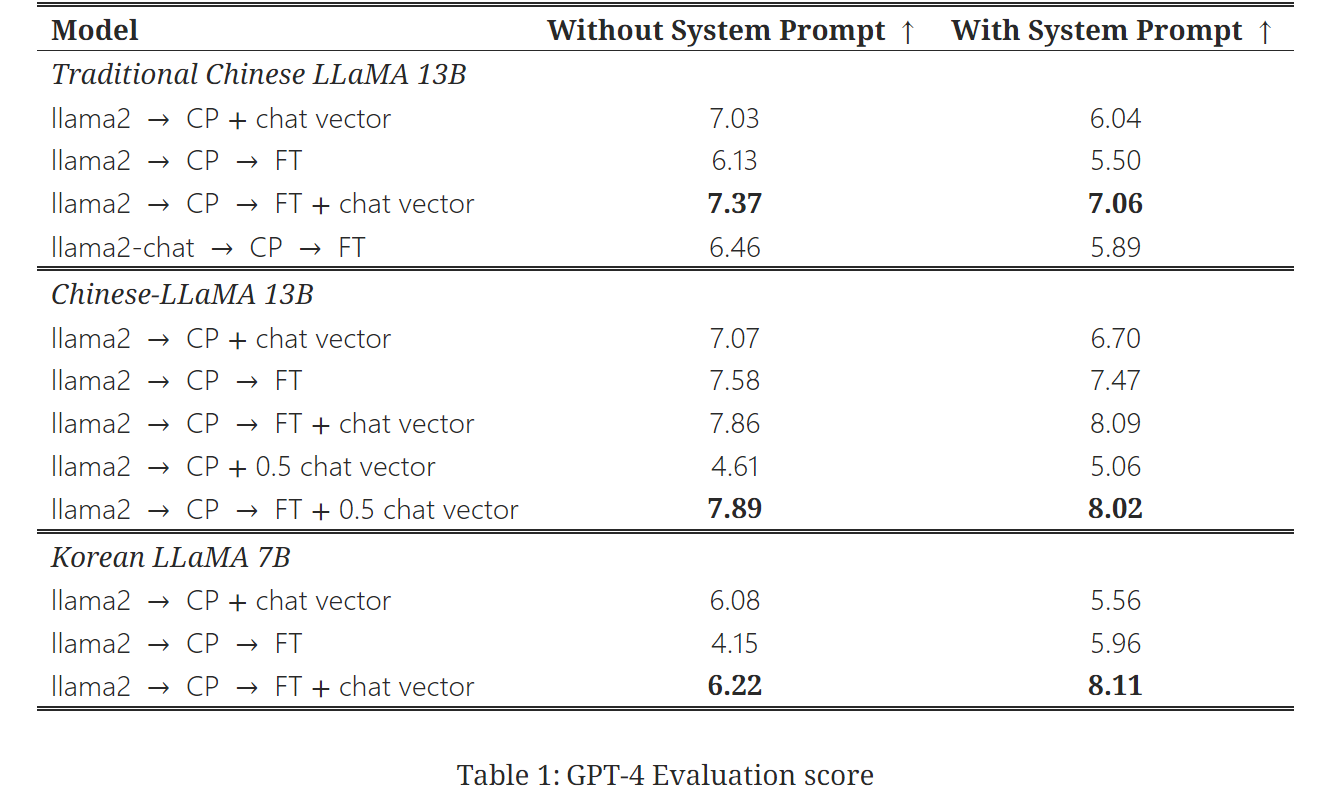 Model Without System Prompt ↑ With System Prompt ↑
Traditional Chinese LLaMA 13B
llama2 → CP + chat vector 7.03 6.04
llama2 → CP → FT 6.13 5.50
llama2 → CP → FT + chat vector 7.37 7.06
llama2-chat → CP → FT 6.46 5.89
Chinese-LLaMA 13B
llama2 → CP + chat vector 7.07 6.70
llama2 → CP → FT 7.58 7.47
llama2 → CP → FT + chat vector 7.86 8.09
llama2 → CP + 0.5 chat vector 4.61 5.06
llama2 → CP → FT + 0.5 chat vector 7.89 8.02
Korean LLaMA 7B
llama2 → CP + chat vector 6.08 5.56
llama2 → CP → FT 4.15 5.96
llama2 → CP → FT + chat vector 6.22 8.11
Table 1: GPT-4 Evaluation score